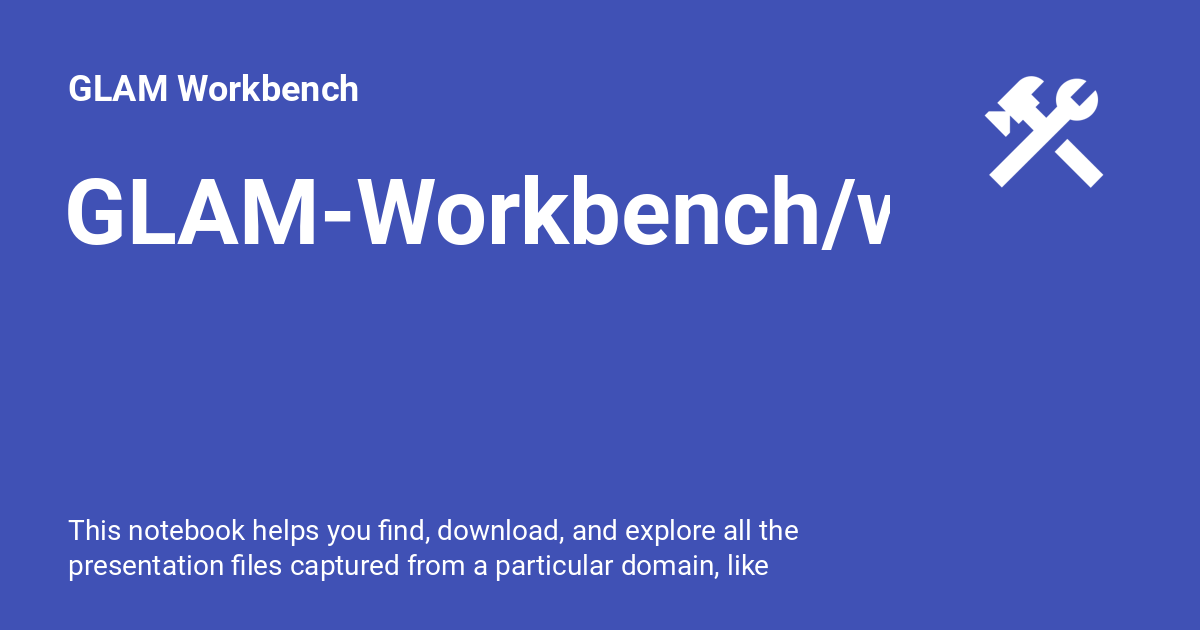 GLAM Workbench
GLAM-Workbench/w
This notebook helps you find, download, and explore all the
presentation files captured from a particular domain, like